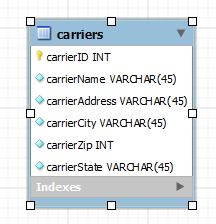 carriers
carrierID INT
carrierName VARCHAR(45)
carrierAddress VARCHAR(45)
carrierCity VARCHAR(45)
carrierZip INT
carrierState VARCHAR(45)
Indexes